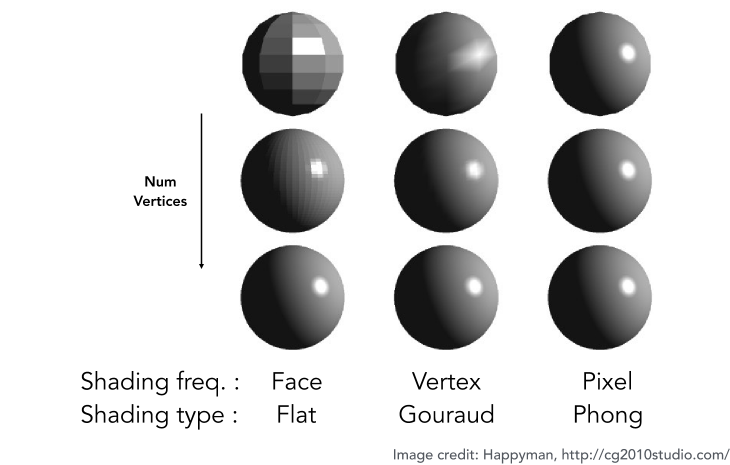 Num
Vertices
Shading freq. : Face Vertex Pixel
Shading type : Flat Gouraud Phong
Image credit: Happyman, http://cg2010studio.com/